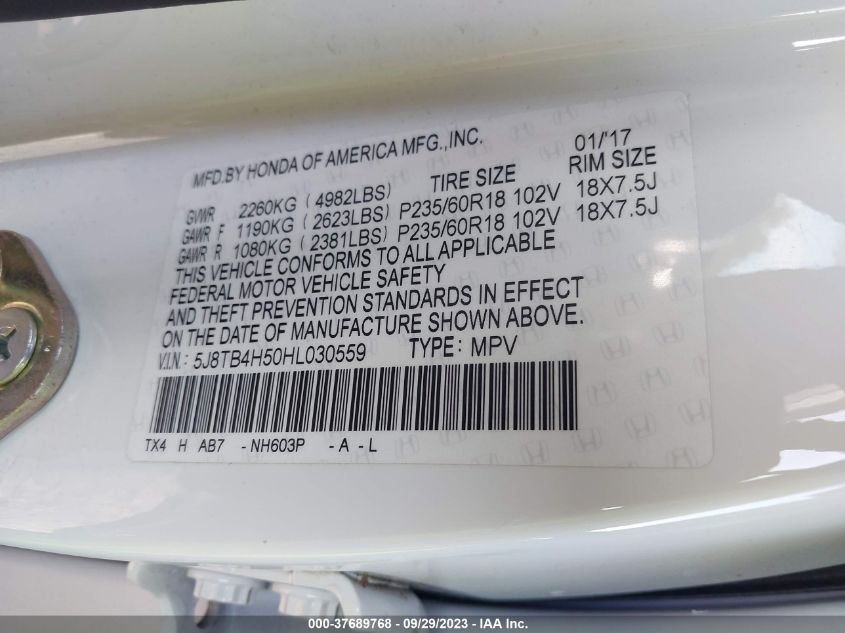 MFD.BY HONDA OF AMERICA MFG.,INC. 01/'17
TIRE SIZE RIM SIZE
GVWR 2260KG ( 4982LBS)
GAWR F 1190KG ( 2623LBS) P235/60R18 102V 18X7.5J
GAWR R 1080KG ( 2381LBS) P235/60R18 102V 18X7.5J
THIS VEHICLE CONFORMS TO ALL APPLICABLE
FEDERAL MOTOR VEHICLE SAFETY
AND THEFT PREVENTION STANDARDS IN EFFECT
ON THE DATE OF MANUFACTURE SHOWN ABOVE.
V.I.N.: 5J8TB4H50HL030559 TYPE: MPV
TX4 H AB7 -NH603P -A -L
000-37689768 - 09/29/2023 - IAA Inc.